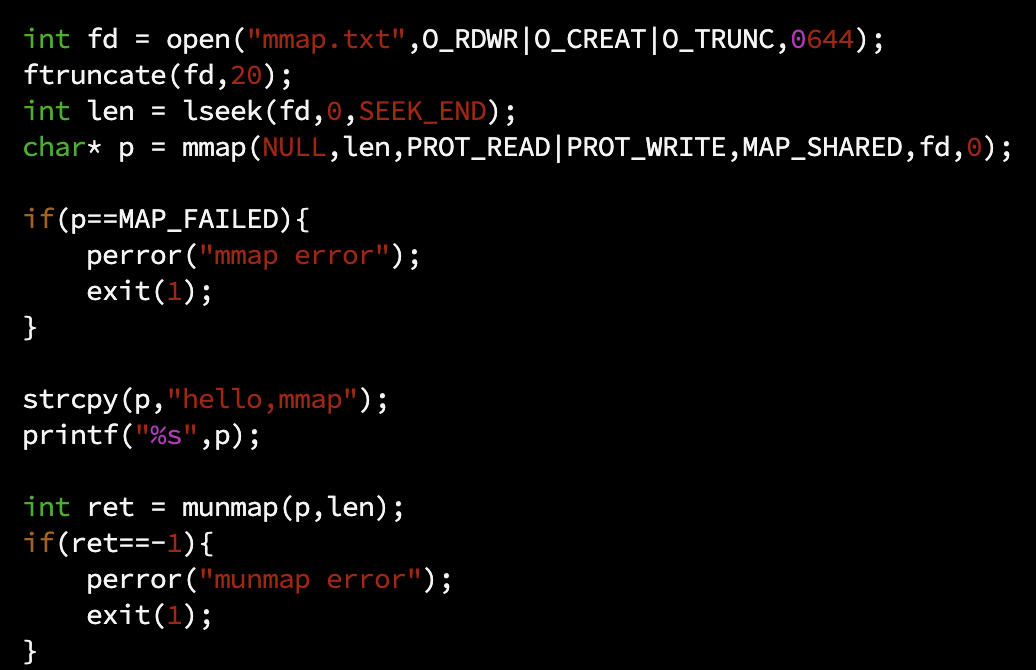 int fd = open("mmap.txt",O_RDWR|O_CREAT|O_TRUNC,0644);
ftruncate(fd,20);
int len = lseek(fd,0,SEEK_END);
char* p = mmap(NULL,len,PROT_READ|PROT_WRITE,MAP_SHARED,fd,0);

if(p==MAP_FAILED){
    perror("mmap error");
    exit(1);
}

strcpy(p,"hello,mmap");
printf("%s",p);

int ret = munmap(p,len);
if(ret==-1){
    perror("munmap error");
    exit(1);
}